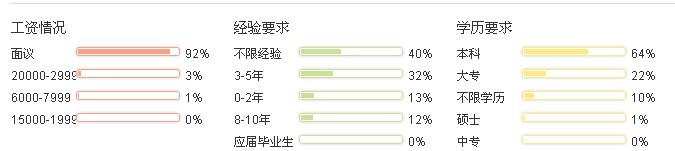 工资情况
面议 92%
20000-2999 3%
6000-7999 1%
15000-1999 0%
经验要求
不限经验 40%
3-5年 32%
0-2年 13%
8-10年 12%
应届毕业生 0%
学历要求
本科 64%
大专 22%
不限学历 10%
硕士 1%
中专 0%